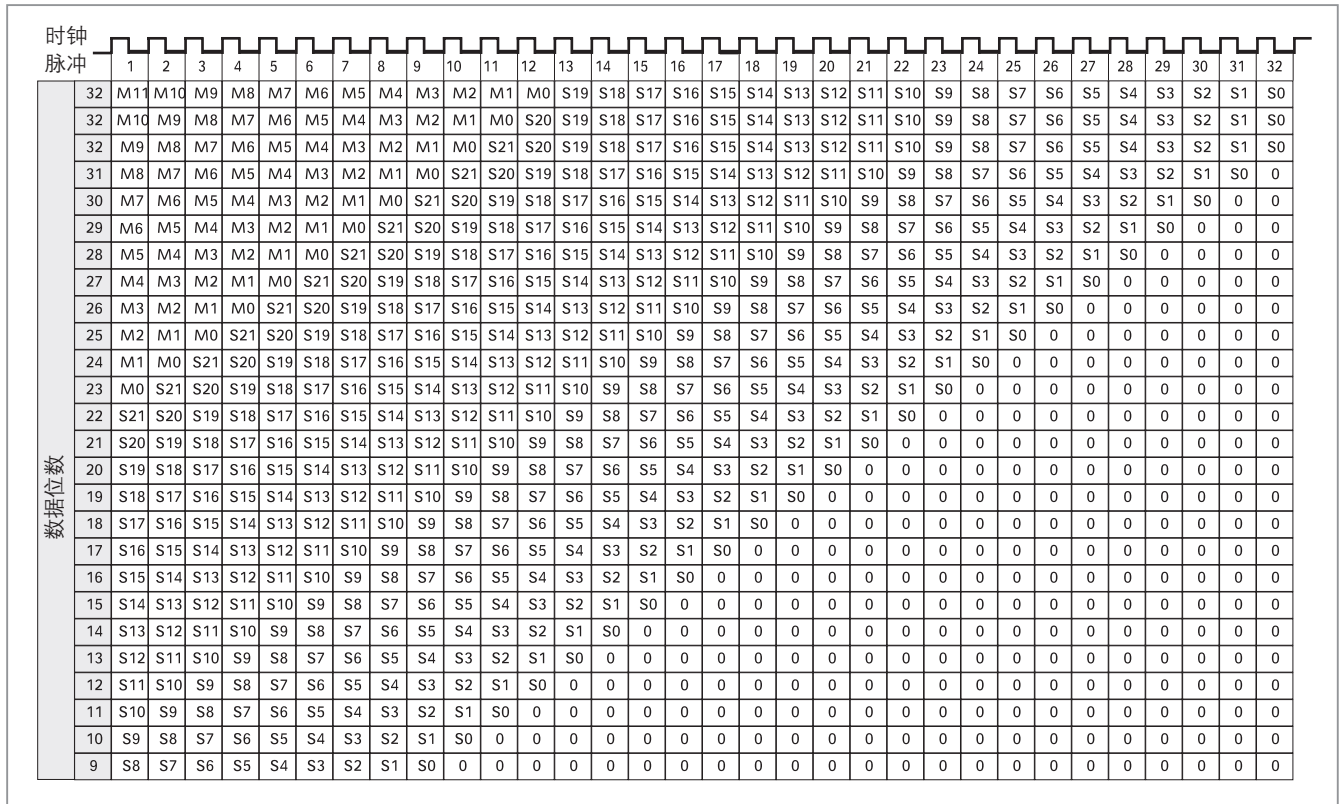 时钟
脉冲 1 2 3 4 5 6 7 8 9 10 11 12 13 14 15 16 17 18 19 20 21 22 23 24 25 26 27 28 29 30 31 32
数据位数
32 M11 M10 M9 M8 M7 M6 M5 M4 M3 M2 M1 M0 S19 S18 S17 S16 S15 S14 S13 S12 S11 S10 S9 S8 S7 S6 S5 S4 S3 S2 S1 S0
32 M10 M9 M8 M7 M6 M5 M4 M3 M2 M1 M0 S20 S19 S18 S17 S16 S15 S14 S13 S12 S11 S10 S9 S8 S7 S6 S5 S4 S3 S2 S1 S0
32 M9 M8 M7 M6 M5 M4 M3 M2 M1 M0 S21 S20 S19 S18 S17 S16 S15 S14 S13 S12 S11 S10 S9 S8 S7 S6 S5 S4 S3 S2 S1 S0
31 M8 M7 M6 M5 M4 M3 M2 M1 M0 S21 S20 S19 S18 S17 S16 S15 S14 S13 S12 S11 S10 S9 S8 S7 S6 S5 S4 S3 S2 S1 S0 0
30 M7 M6 M5 M4 M3 M2 M1 M0 S21 S20 S19 S18 S17 S16 S15 S14 S13 S12 S11 S10 S9 S8 S7 S6 S5 S4 S3 S2 S1 S0 0 0
29 M6 M5 M4 M3 M2 M1 M0 S21 S20 S19 S18 S17 S16 S15 S14 S13 S12 S11 S10 S9 S8 S7 S6 S5 S4 S3 S2 S1 S0 0 0 0
28 M5 M4 M3 M2 M1 M0 S21 S20 S19 S18 S17 S16 S15 S14 S13 S12 S11 S10 S9 S8 S7 S6 S5 S4 S3 S2 S1 S0 0 0 0 0
27 M4 M3 M2 M1 M0 S21 S20 S19 S18 S17 S16 S15 S14 S13 S12 S11 S10 S9 S8 S7 S6 S5 S4 S3 S2 S1 S0 0 0 0 0 0
26 M3 M2 M1 M0 S21 S20 S19 S18 S17 S16 S15 S14 S13 S12 S11 S10 S9 S8 S7 S6 S5 S4 S3 S2 S1 S0 0 0 0 0 0 0
25 M2 M1 M0 S21 S20 S19 S18 S17 S16 S15 S14 S13 S12 S11 S10 S9 S8 S7 S6 S5 S4 S3 S2 S1 S0 0 0 0 0 0 0 0
24 M1 M0 S21 S20 S19 S18 S17 S16 S15 S14 S13 S12 S11 S10 S9 S8 S7 S6 S5 S4 S3 S2 S1 S0 0 0 0 0 0 0 0 0
23 M0 S21 S20 S19 S18 S17 S16 S15 S14 S13 S12 S11 S10 S9 S8 S7 S6 S5 S4 S3 S2 S1 S0 0 0 0 0 0 0 0 0 0
22 S21 S20 S19 S18 S17 S16 S15 S14 S13 S12 S11 S10 S9 S8 S7 S6 S5 S4 S3 S2 S1 S0 0 0 0 0 0 0 0 0 0 0
21 S20 S19 S18 S17 S16 S15 S14 S13 S12 S11 S10 S9 S8 S7 S6 S5 S4 S3 S2 S1 S0 0 0 0 0 0 0 0 0 0 0 0
20 S19 S18 S17 S16 S15 S14 S13 S12 S11 S10 S9 S8 S7 S6 S5 S4 S3 S2 S1 S0 0 0 0 0 0 0 0 0 0 0 0 0
19 S18 S17 S16 S15 S14 S13 S12 S11 S10 S9 S8 S7 S6 S5 S4 S3 S2 S1 S0 0 0 0 0 0 0 0 0 0 0 0 0 0
18 S17 S16 S15 S14 S13 S12 S11 S10 S9 S8 S7 S6 S5 S4 S3 S2 S1 S0 0 0 0 0 0 0 0 0 0 0 0 0 0 0
17 S16 S15 S14 S13 S12 S11 S10 S9 S8 S7 S6 S5 S4 S3 S2 S1 S0 0 0 0 0 0 0 0 0 0 0 0 0 0 0 0
16 S15 S14 S13 S12 S11 S10 S9 S8 S7 S6 S5 S4 S3 S2 S1 S0 0 0 0 0 0 0 0 0 0 0 0 0 0 0 0 0
15 S14 S13 S12 S11 S10 S9 S8 S7 S6 S5 S4 S3 S2 S1 S0 0 0 0 0 0 0 0 0 0 0 0 0 0 0 0 0 0
14 S13 S12 S11 S10 S9 S8 S7 S6 S5 S4 S3 S2 S1 S0 0 0 0 0 0 0 0 0 0 0 0 0 0 0 0 0 0 0
13 S12 S11 S10 S9 S8 S7 S6 S5 S4 S3 S2 S1 S0 0 0 0 0 0 0 0 0 0 0 0 0 0 0 0 0 0 0 0
12 S11 S10 S9 S8 S7 S6 S5 S4 S3 S2 S1 S0 0 0 0 0 0 0 0 0 0 0 0 0 0 0 0 0 0 0 0 0
11 S10 S9 S8 S7 S6 S5 S4 S3 S2 S1 S0 0 0 0 0 0 0 0 0 0 0 0 0 0 0 0 0 0 0 0 0 0
10 S9 S8 S7 S6 S5 S4 S3 S2 S1 S0 0 0 0 0 0 0 0 0 0 0 0 0 0 0 0 0 0 0 0 0 0 0
9 S8 S7 S6 S5 S4 S3 S2 S1 S0 0 0 0 0 0 0 0 0 0 0 0 0 0 0 0 0 0 0 0 0 0 0 0